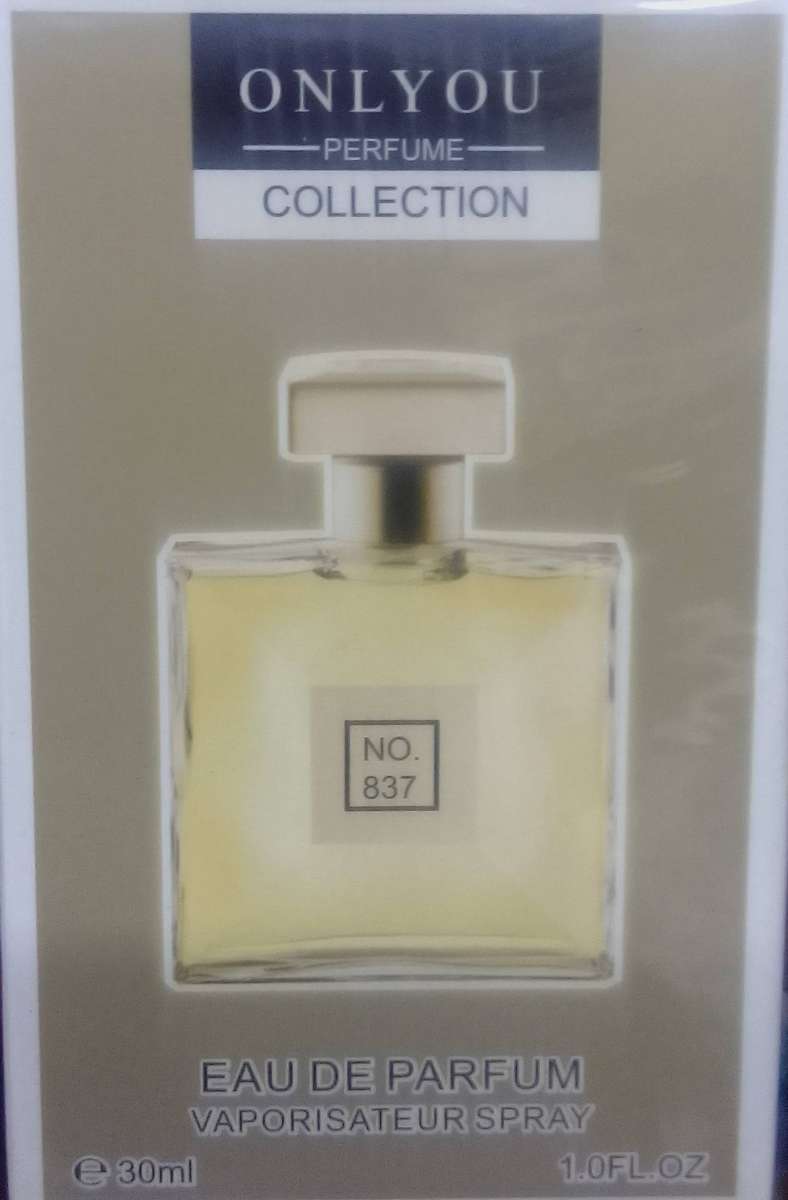 ONLYOU
PERFUME
COLLECTION
NO.
837
EAU DE PARFUM
VAPORISATEUR SPRAY
℮ 30ml
1.0FL.OZ